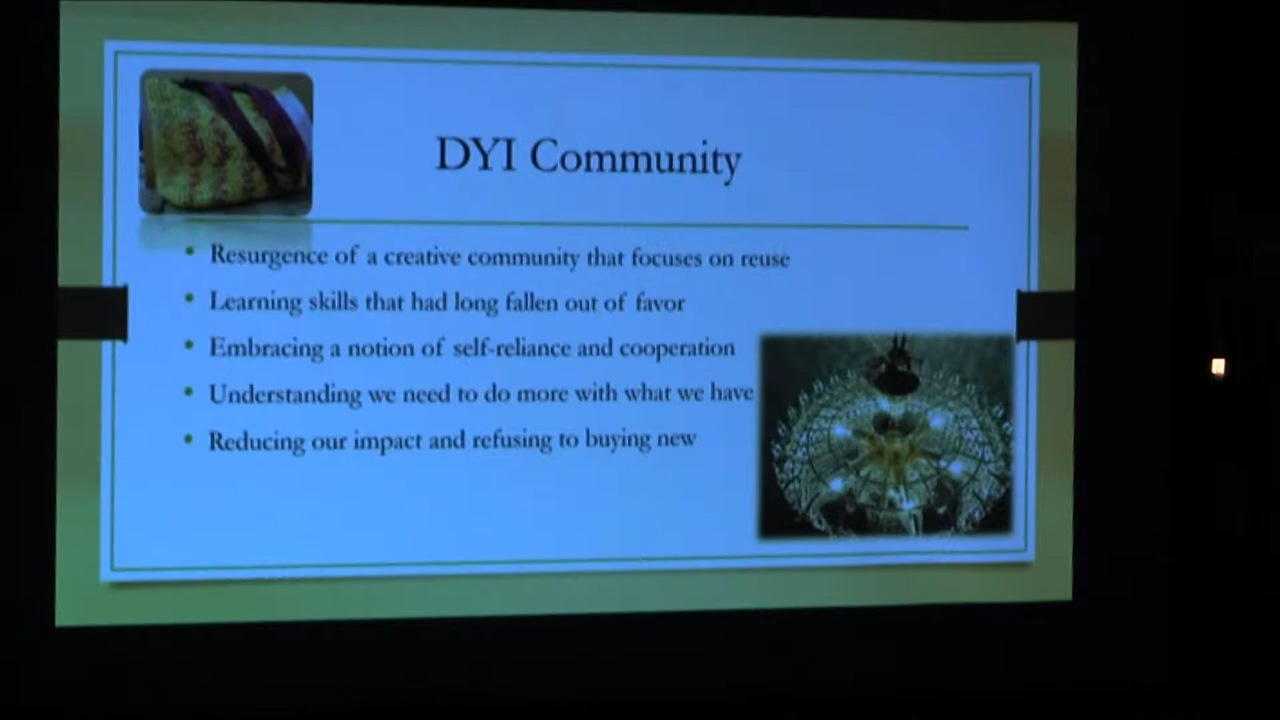 DYI Community
Resurgence of a creative community that focuses on reuse
Learning skills that had long fallen out of favor
Embracing a notion of self-reliance and cooperation
Understanding we need to do more with what we have
Reducing our impact and refusing to buying new